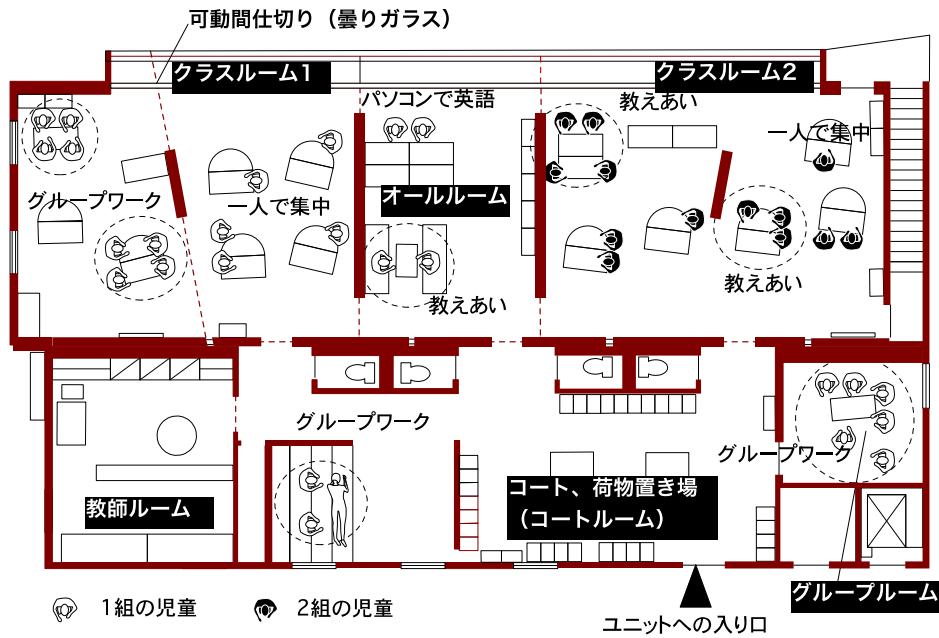 可動間仕切り（曇りガラス）
クラスルーム1
クラスルーム2
パソコンで英語
教えあい
一人で集中
グループワーク
一人で集中
オールルーム
教えあい
教えあい
グループワーク
グループワーク
教師ルーム
コート、荷物置き場
（コートルーム）
グループルーム
1組の児童
2組の児童
ユニットへの入り口